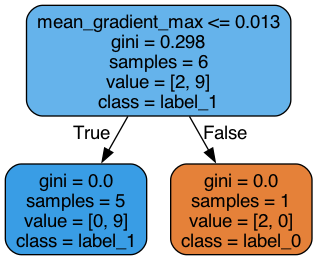 mean_gradient_max <= 0.013
gini = 0.298
samples = 6
value = [2, 9]
class = label_1
True
False
gini = 0.0
samples = 5
value = [0, 9]
class = label_1
gini = 0.0
samples = 1
value = [2, 0]
class = label_0